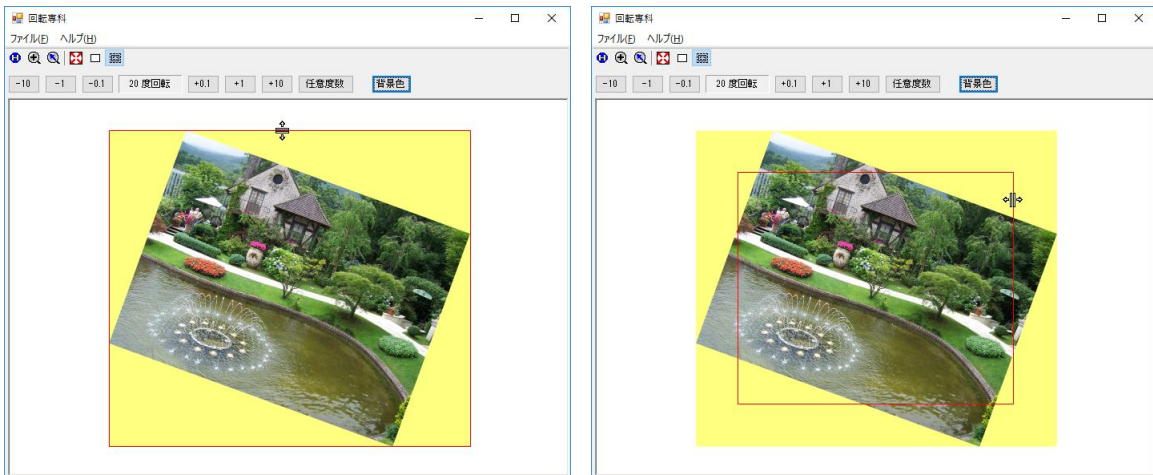 回転専科
ファイル(F) ヘルプ(H)
-10 -1 -0.1 20 度回転 +0.1 +1 +10 任意度数 背景色
回転専科
ファイル(F) ヘルプ(H)
-10 -1 -0.1 20 度回転 +0.1 +1 +10 任意度数 背景色